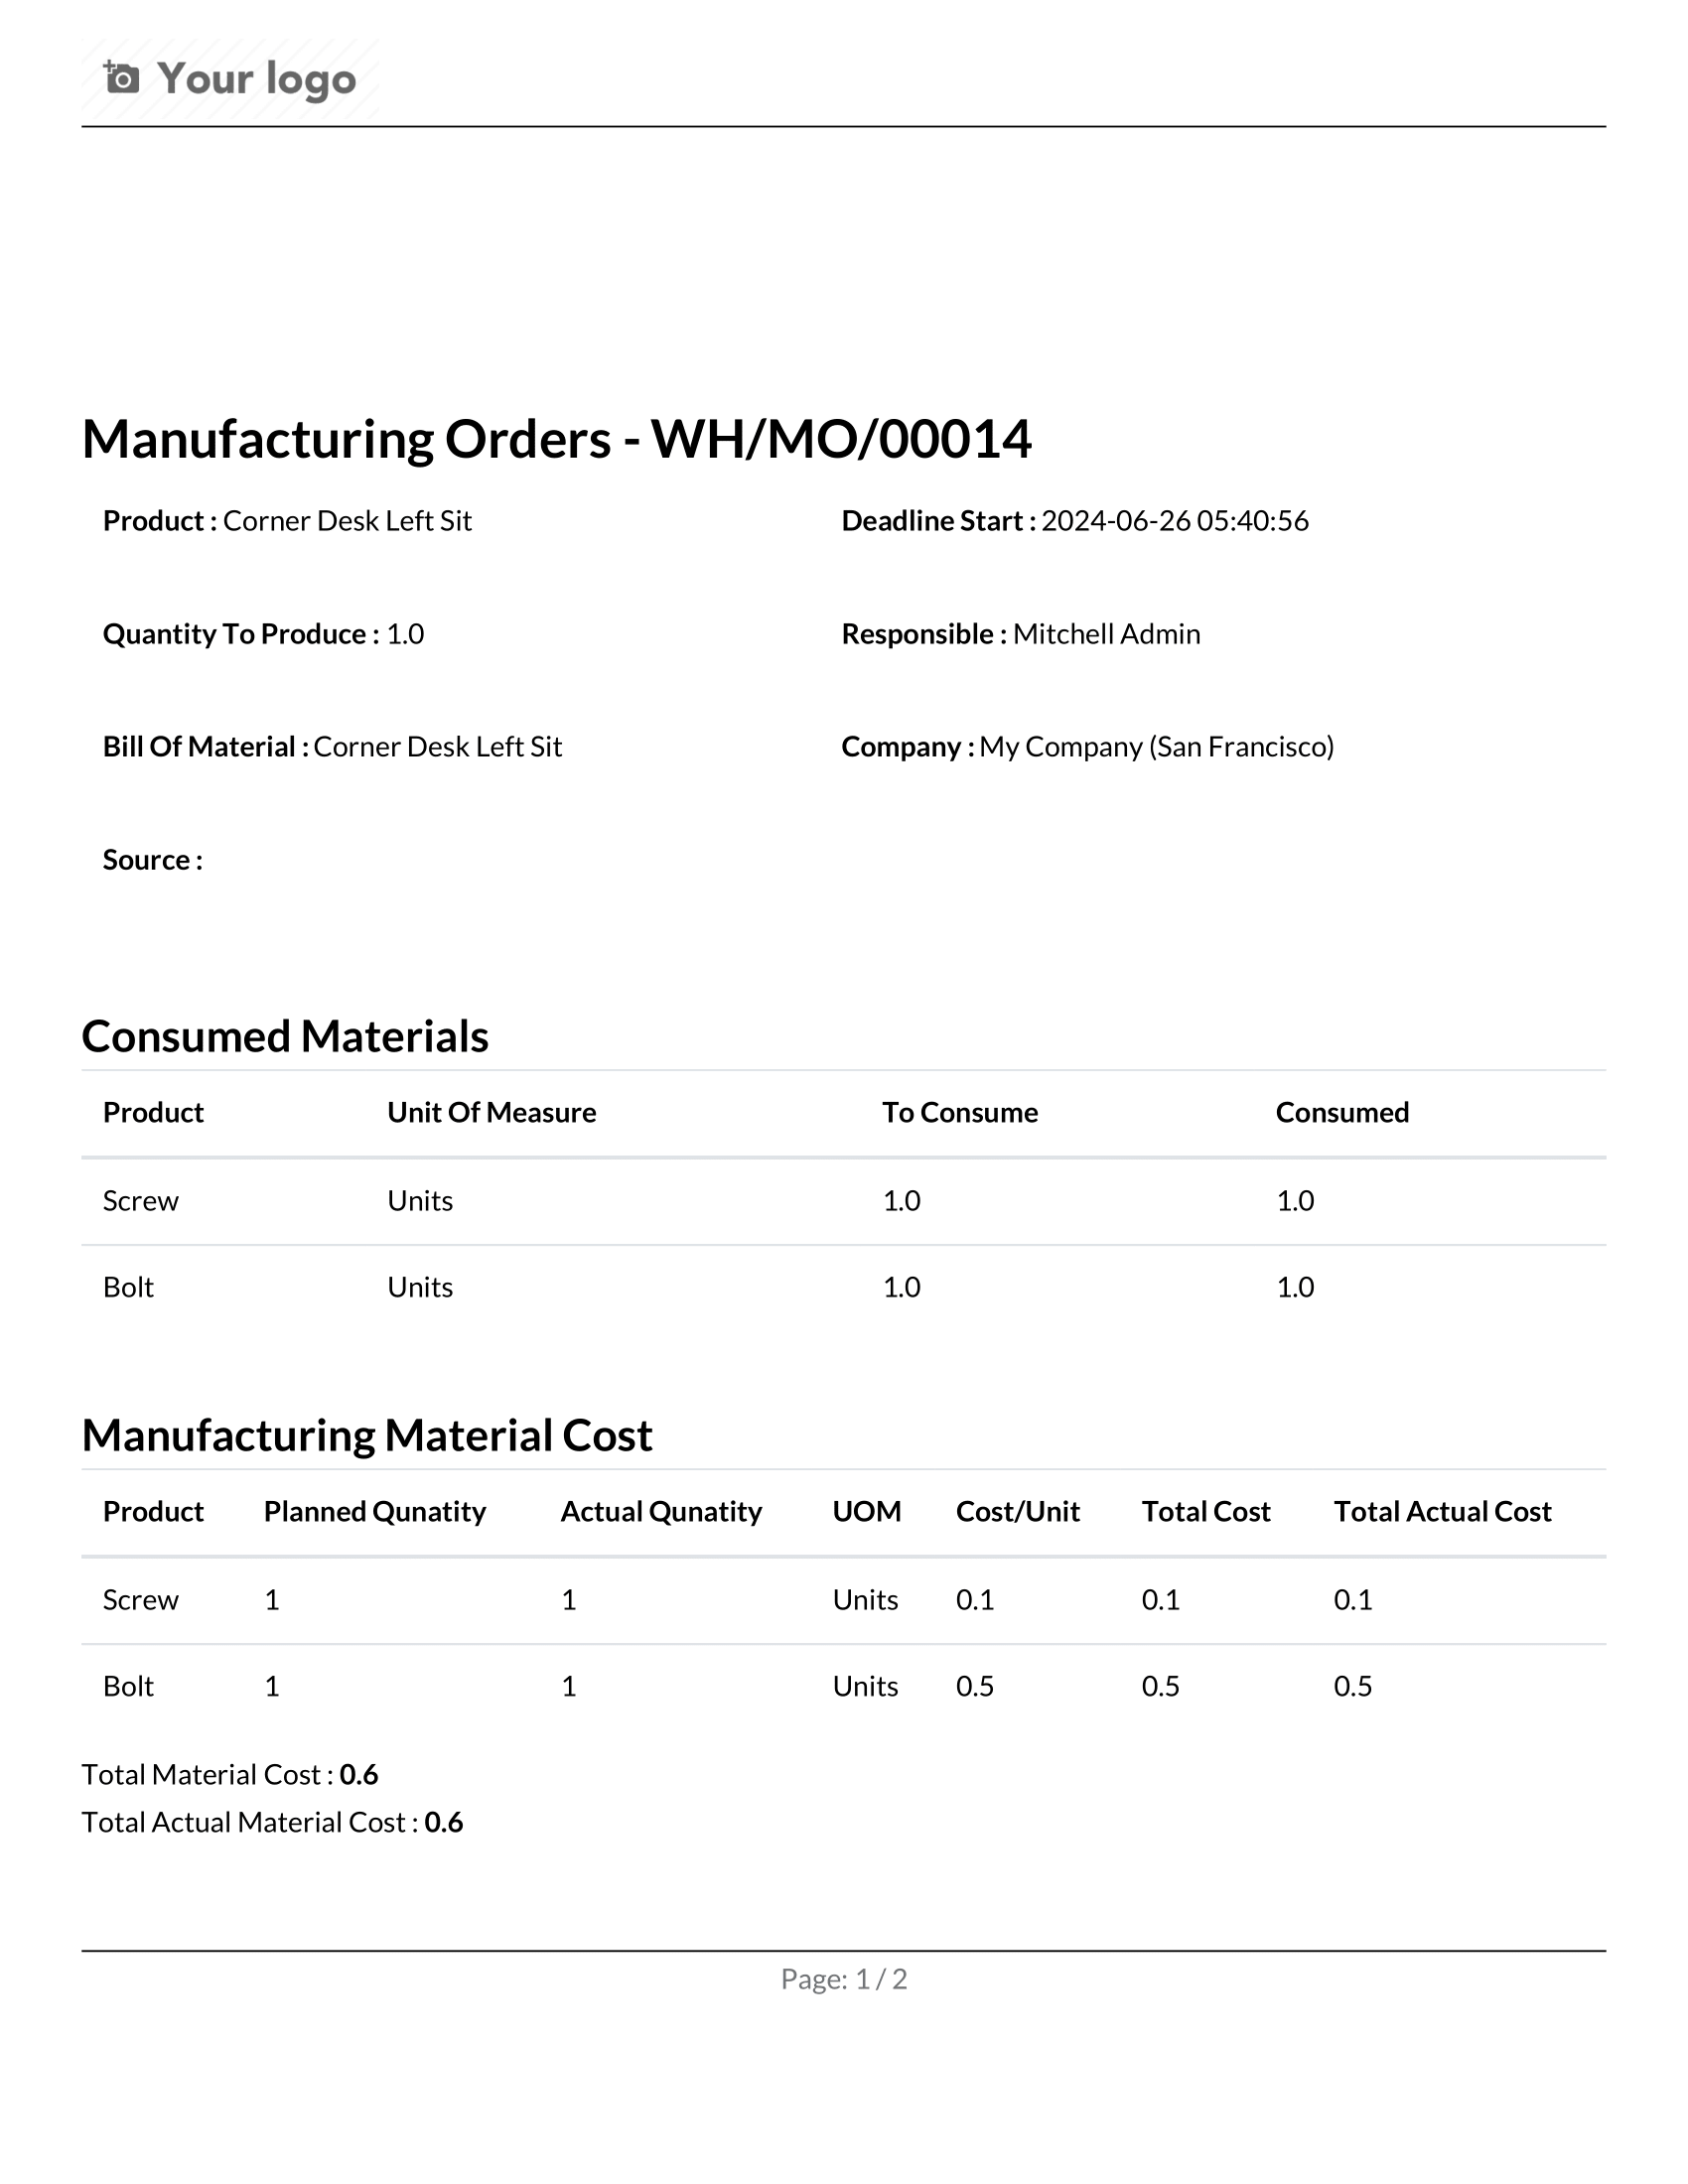 Your logo
Manufacturing Orders - WH/MO/00014
Product : Corner Desk Left Sit Deadline Start : 2024-06-26 05:40:56
Quantity To Produce : 1.0 Responsible : Mitchell Admin
Bill Of Material : Corner Desk Left Sit Company : My Company (San Francisco)
Source :
Consumed Materials
Product Unit Of Measure To Consume Consumed
Screw Units 1.0 1.0
Bolt Units 1.0 1.0
Manufacturing Material Cost
Product Planned Qunatity Actual Qunatity UOM Cost/Unit Total Cost Total Actual Cost
Screw 1 1 Units 0.1 0.1 0.1
Bolt 1 1 Units 0.5 0.5 0.5
Total Material Cost : 0.6
Total Actual Material Cost : 0.6
Page: 1 / 2